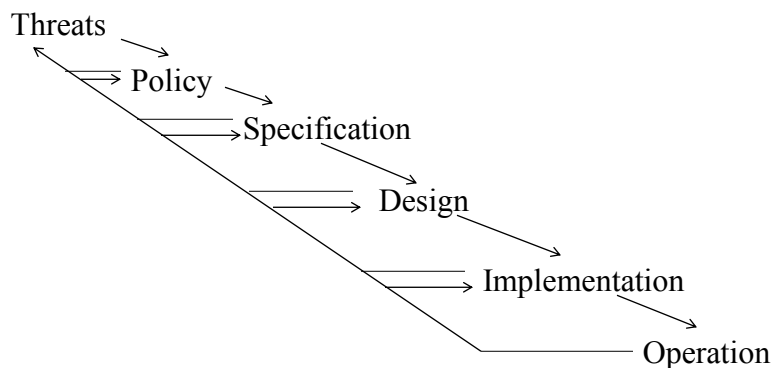 Threats
Policy
Specification
Design
Implementation
Operation